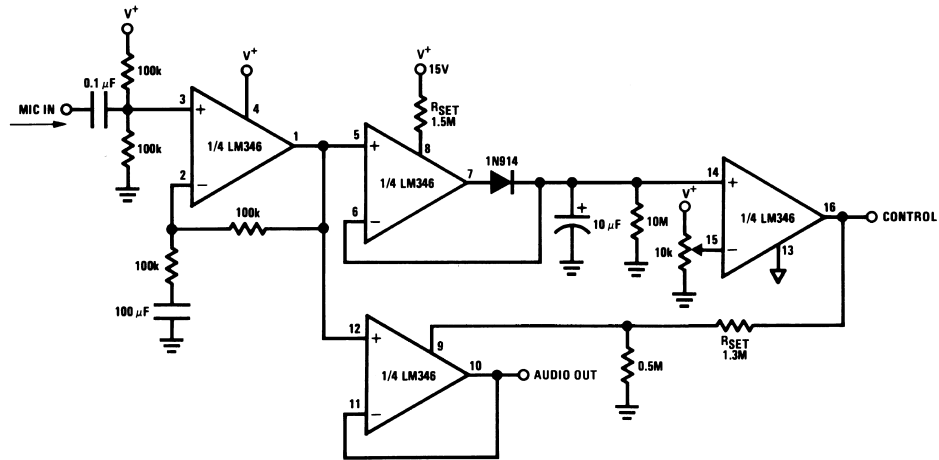 V+
100k
0.1 µF
MIC IN
100k
3
+
V+
4
1/4 LM346
1
2
−
100k
100k
100 µF
V+
15V
RSET
1.5M
5
+
8
1/4 LM346
7
6
−
1N914
+
10 µF
10M
V+
10k
14
+
1/4 LM346
16
15
−
13
CONTROL
12
+
9
1/4 LM346
10
11
−
AUDIO OUT
0.5M
RSET
1.3M